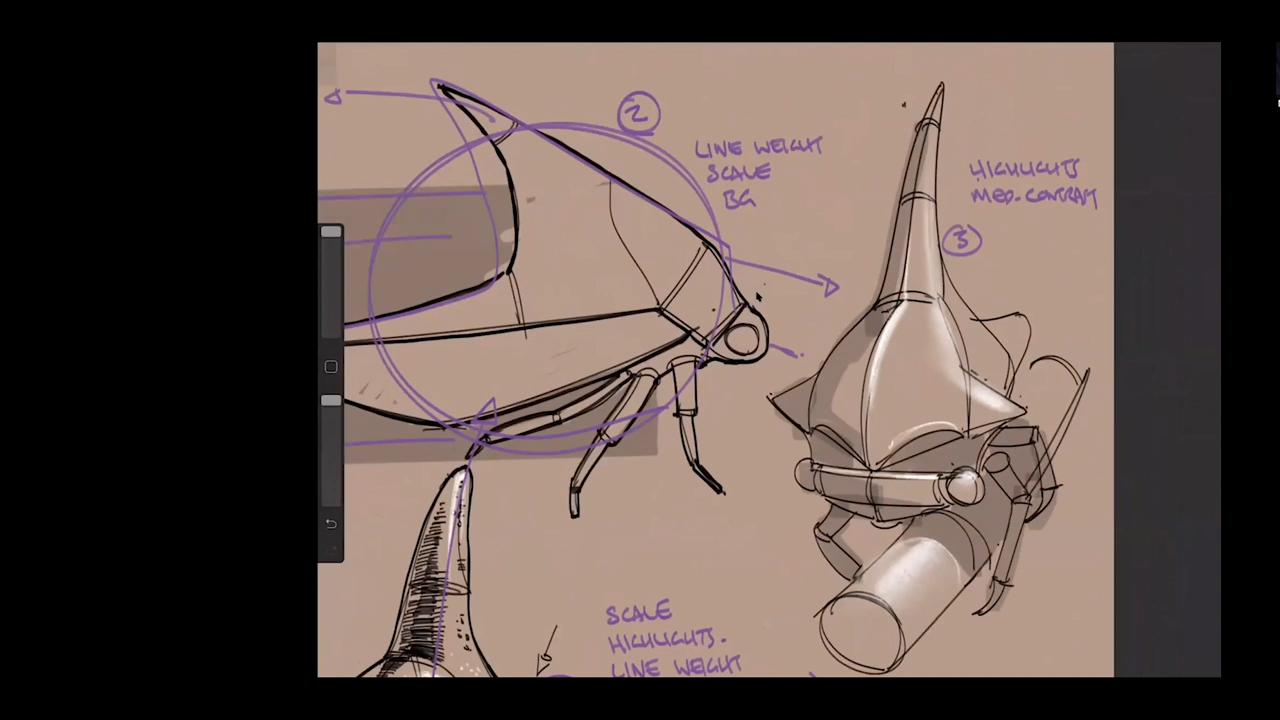 2
LINE WEIGHT
SCALE
BG
HIGHLIGHTS
MED-CONTRAST
3
SCALE
HIGHLIGHTS.
LINE WEIGHT